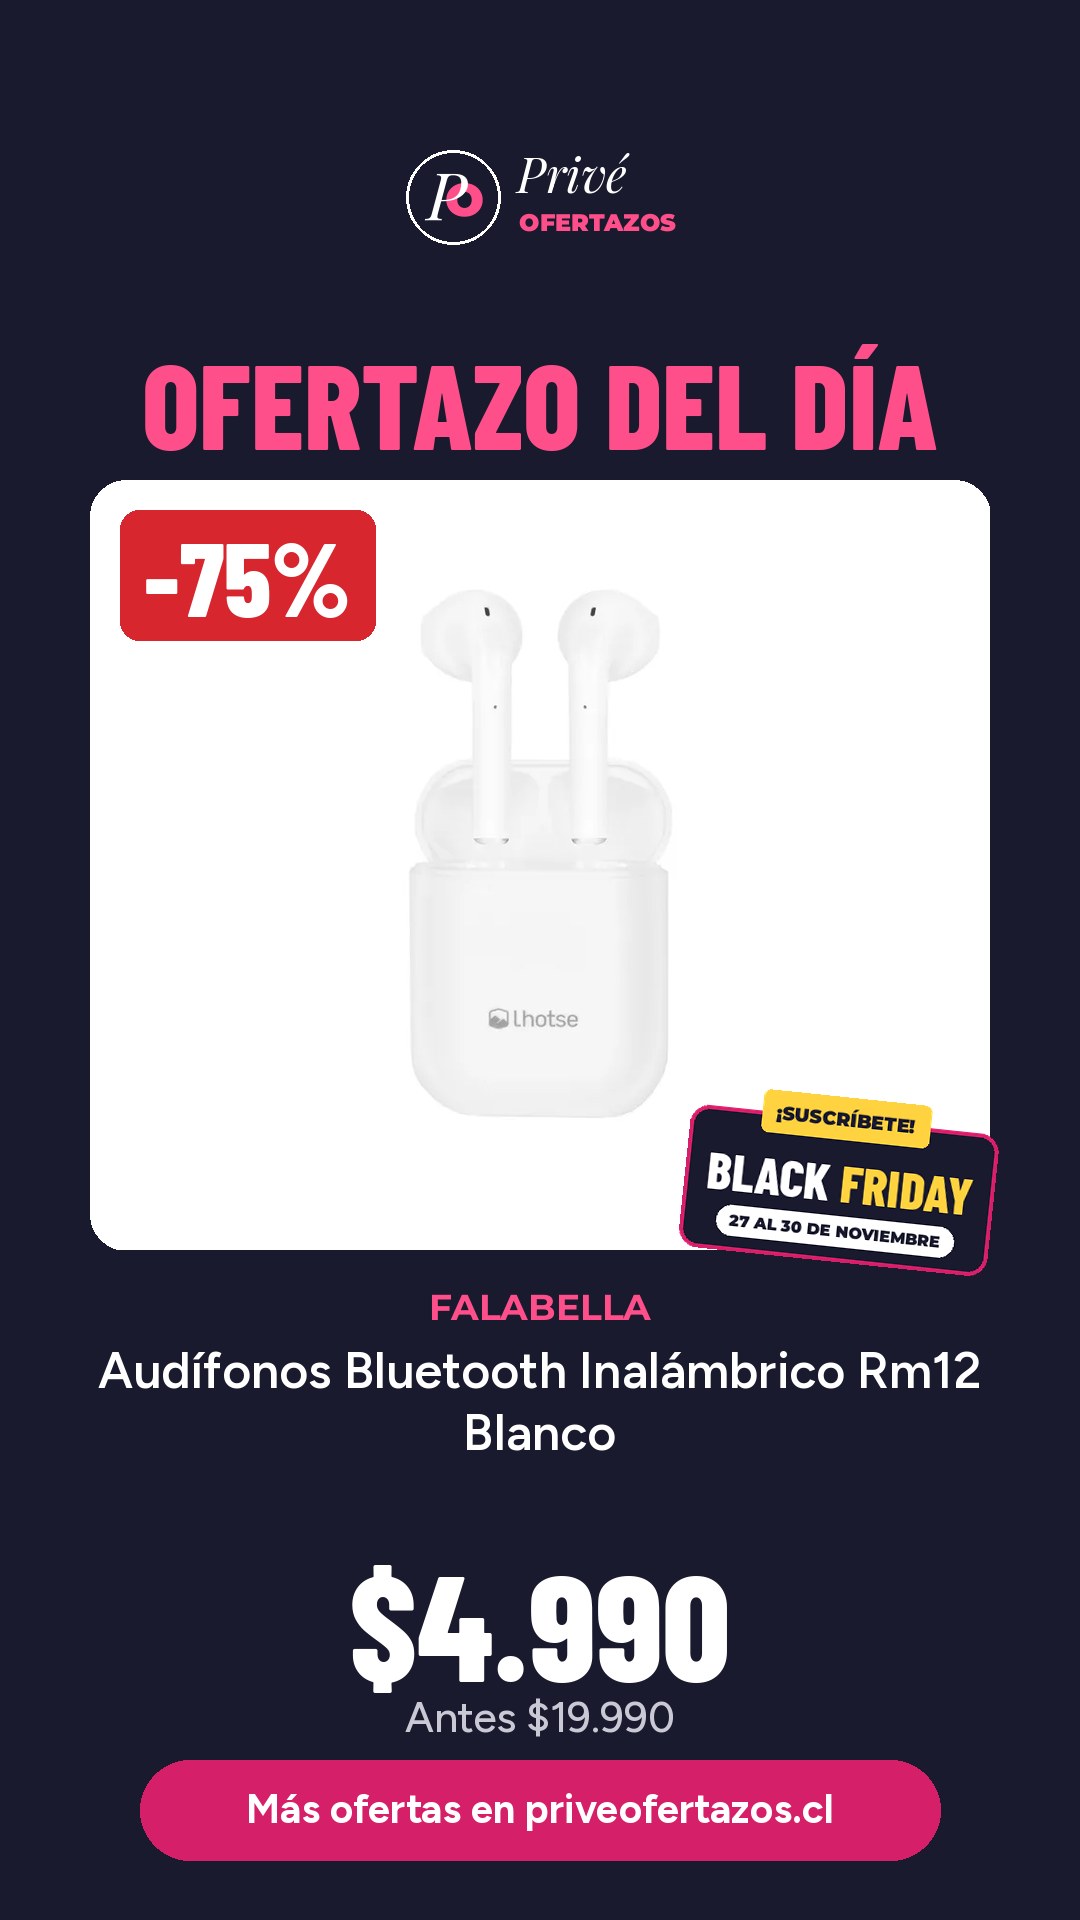 PO
Privé
OFERTAZOS
OFERTAZO DEL DÍA
-75%
lhotse
¡SUSCRÍBETE!
BLACK FRIDAY
27 AL 30 DE NOVIEMBRE
FALABELLA
Audífonos Bluetooth Inalámbrico Rm12
Blanco
$4.990
Antes $19.990
Más ofertas en priveofertazos.cl